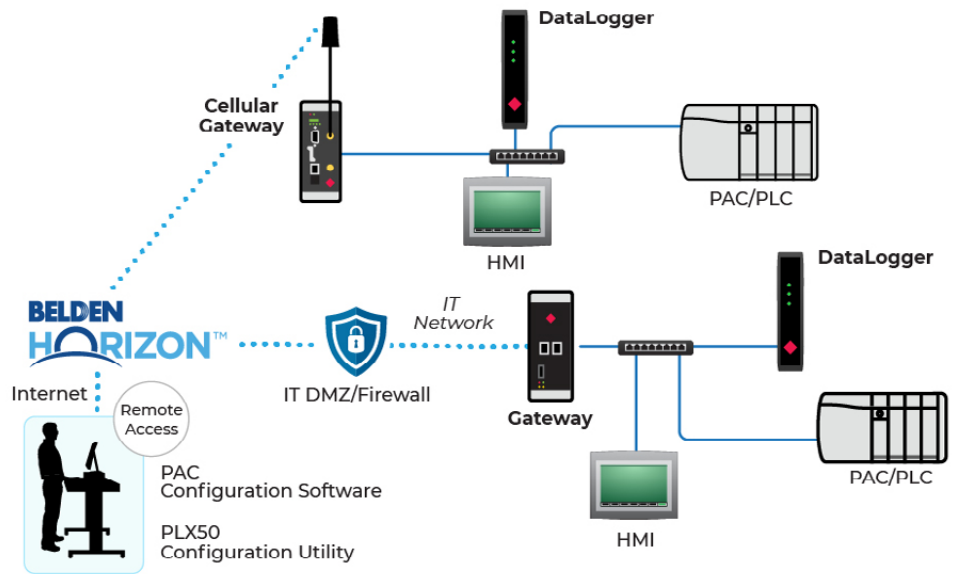 DataLogger
Cellular
Gateway
PAC/PLC
HMI
DataLogger
BELDEN
HORIZON™
IT
Network
IT DMZ/Firewall
Gateway
Internet
Remote
Access
PAC
Configuration Software
PLX50
Configuration Utility
HMI
PAC/PLC